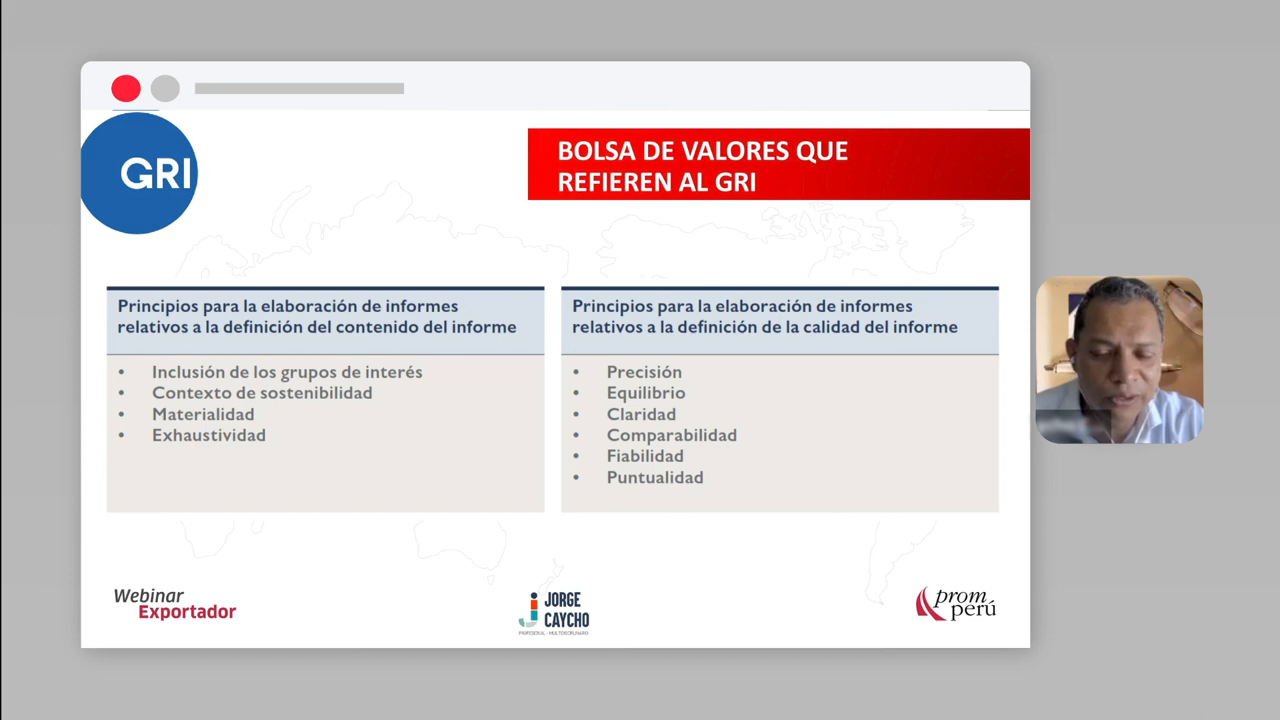 GRI
BOLSA DE VALORES QUE
REFIEREN AL GRI
Principios para la elaboración de informes
relativos a la definición del contenido del informe
• Inclusión de los grupos de interés
• Contexto de sostenibilidad
• Materialidad
• Exhaustividad
Principios para la elaboración de informes
relativos a la definición de la calidad del informe
• Precisión
• Equilibrio
• Claridad
• Comparabilidad
• Fiabilidad
• Puntualidad
Webinar
Exportador
JORGE
CAYCHO
PROFESIONAL - MULTIDISCIPLINARIO
prom
perú